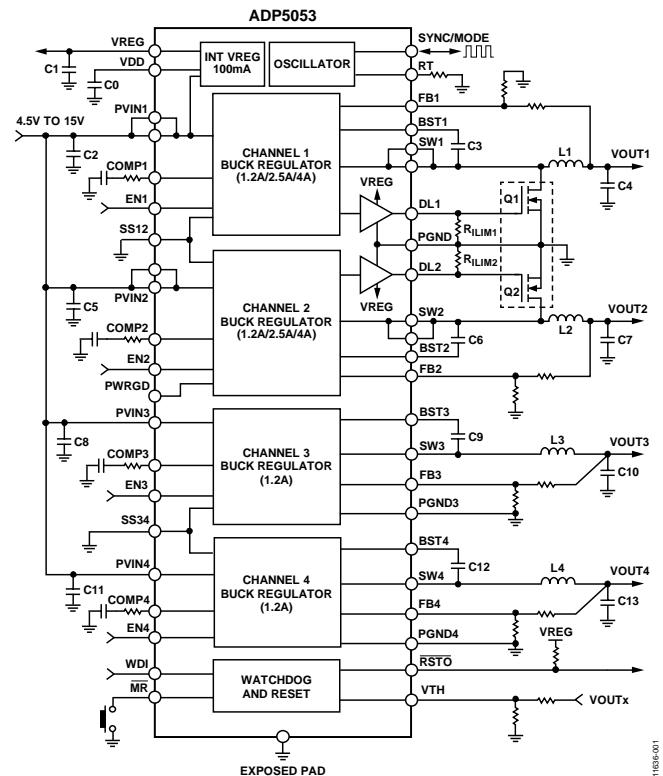 ADP5053
VREG
C1
VDD
C0
INT VREG
100mA
OSCILLATOR
SYNC/MODE
RT
FB1
4.5V TO 15V
PVIN1
C2
COMP1
EN1
SS12
CHANNEL 1
BUCK REGULATOR
(1.2A/2.5A/4A)
BST1
SW1
C3
L1
VOUT1
C4
VREG
Q1
DL1
RILIM1
PGND
RILIM2
DL2
VREG
Q2
PVIN2
C5
COMP2
EN2
PWRGD
CHANNEL 2
BUCK REGULATOR
(1.2A/2.5A/4A)
SW2
L2
VOUT2
C6
C7
BST2
FB2
PVIN3
C8
COMP3
EN3
SS34
CHANNEL 3
BUCK REGULATOR
(1.2A)
BST3
C9
SW3
L3
VOUT3
C10
FB3
PGND3
PVIN4
C11
COMP4
EN4
CHANNEL 4
BUCK REGULATOR
(1.2A)
BST4
C12
SW4
L4
VOUT4
C13
FB4
PGND4
VREG
WDI
MR
WATCHDOG
AND RESET
RSTO
VTH
VOUTx
EXPOSED PAD
11636-001